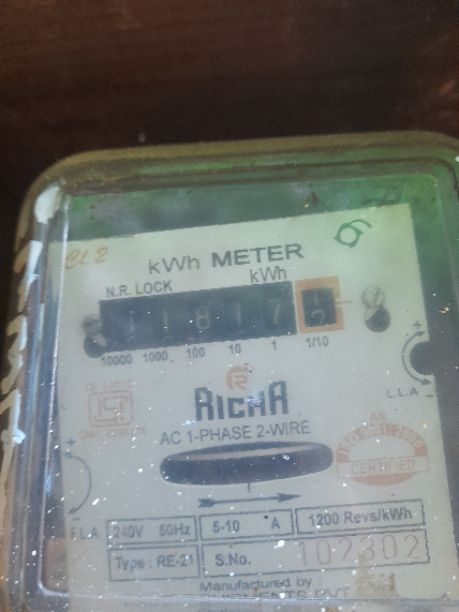 CL 2
kWh METER
N.R. LOCK kWh
1 8 1 7
10000 1000 100 10 1 1/10
RICHA
AC 1-PHASE 2-WIRE
AN
CERTIFIED
L.L.A
F.L.A
240V 50Hz 5-10 A 1200 Revs/kWh
Type : RE-21 S.No. 102302
Manufactured by :
PVT